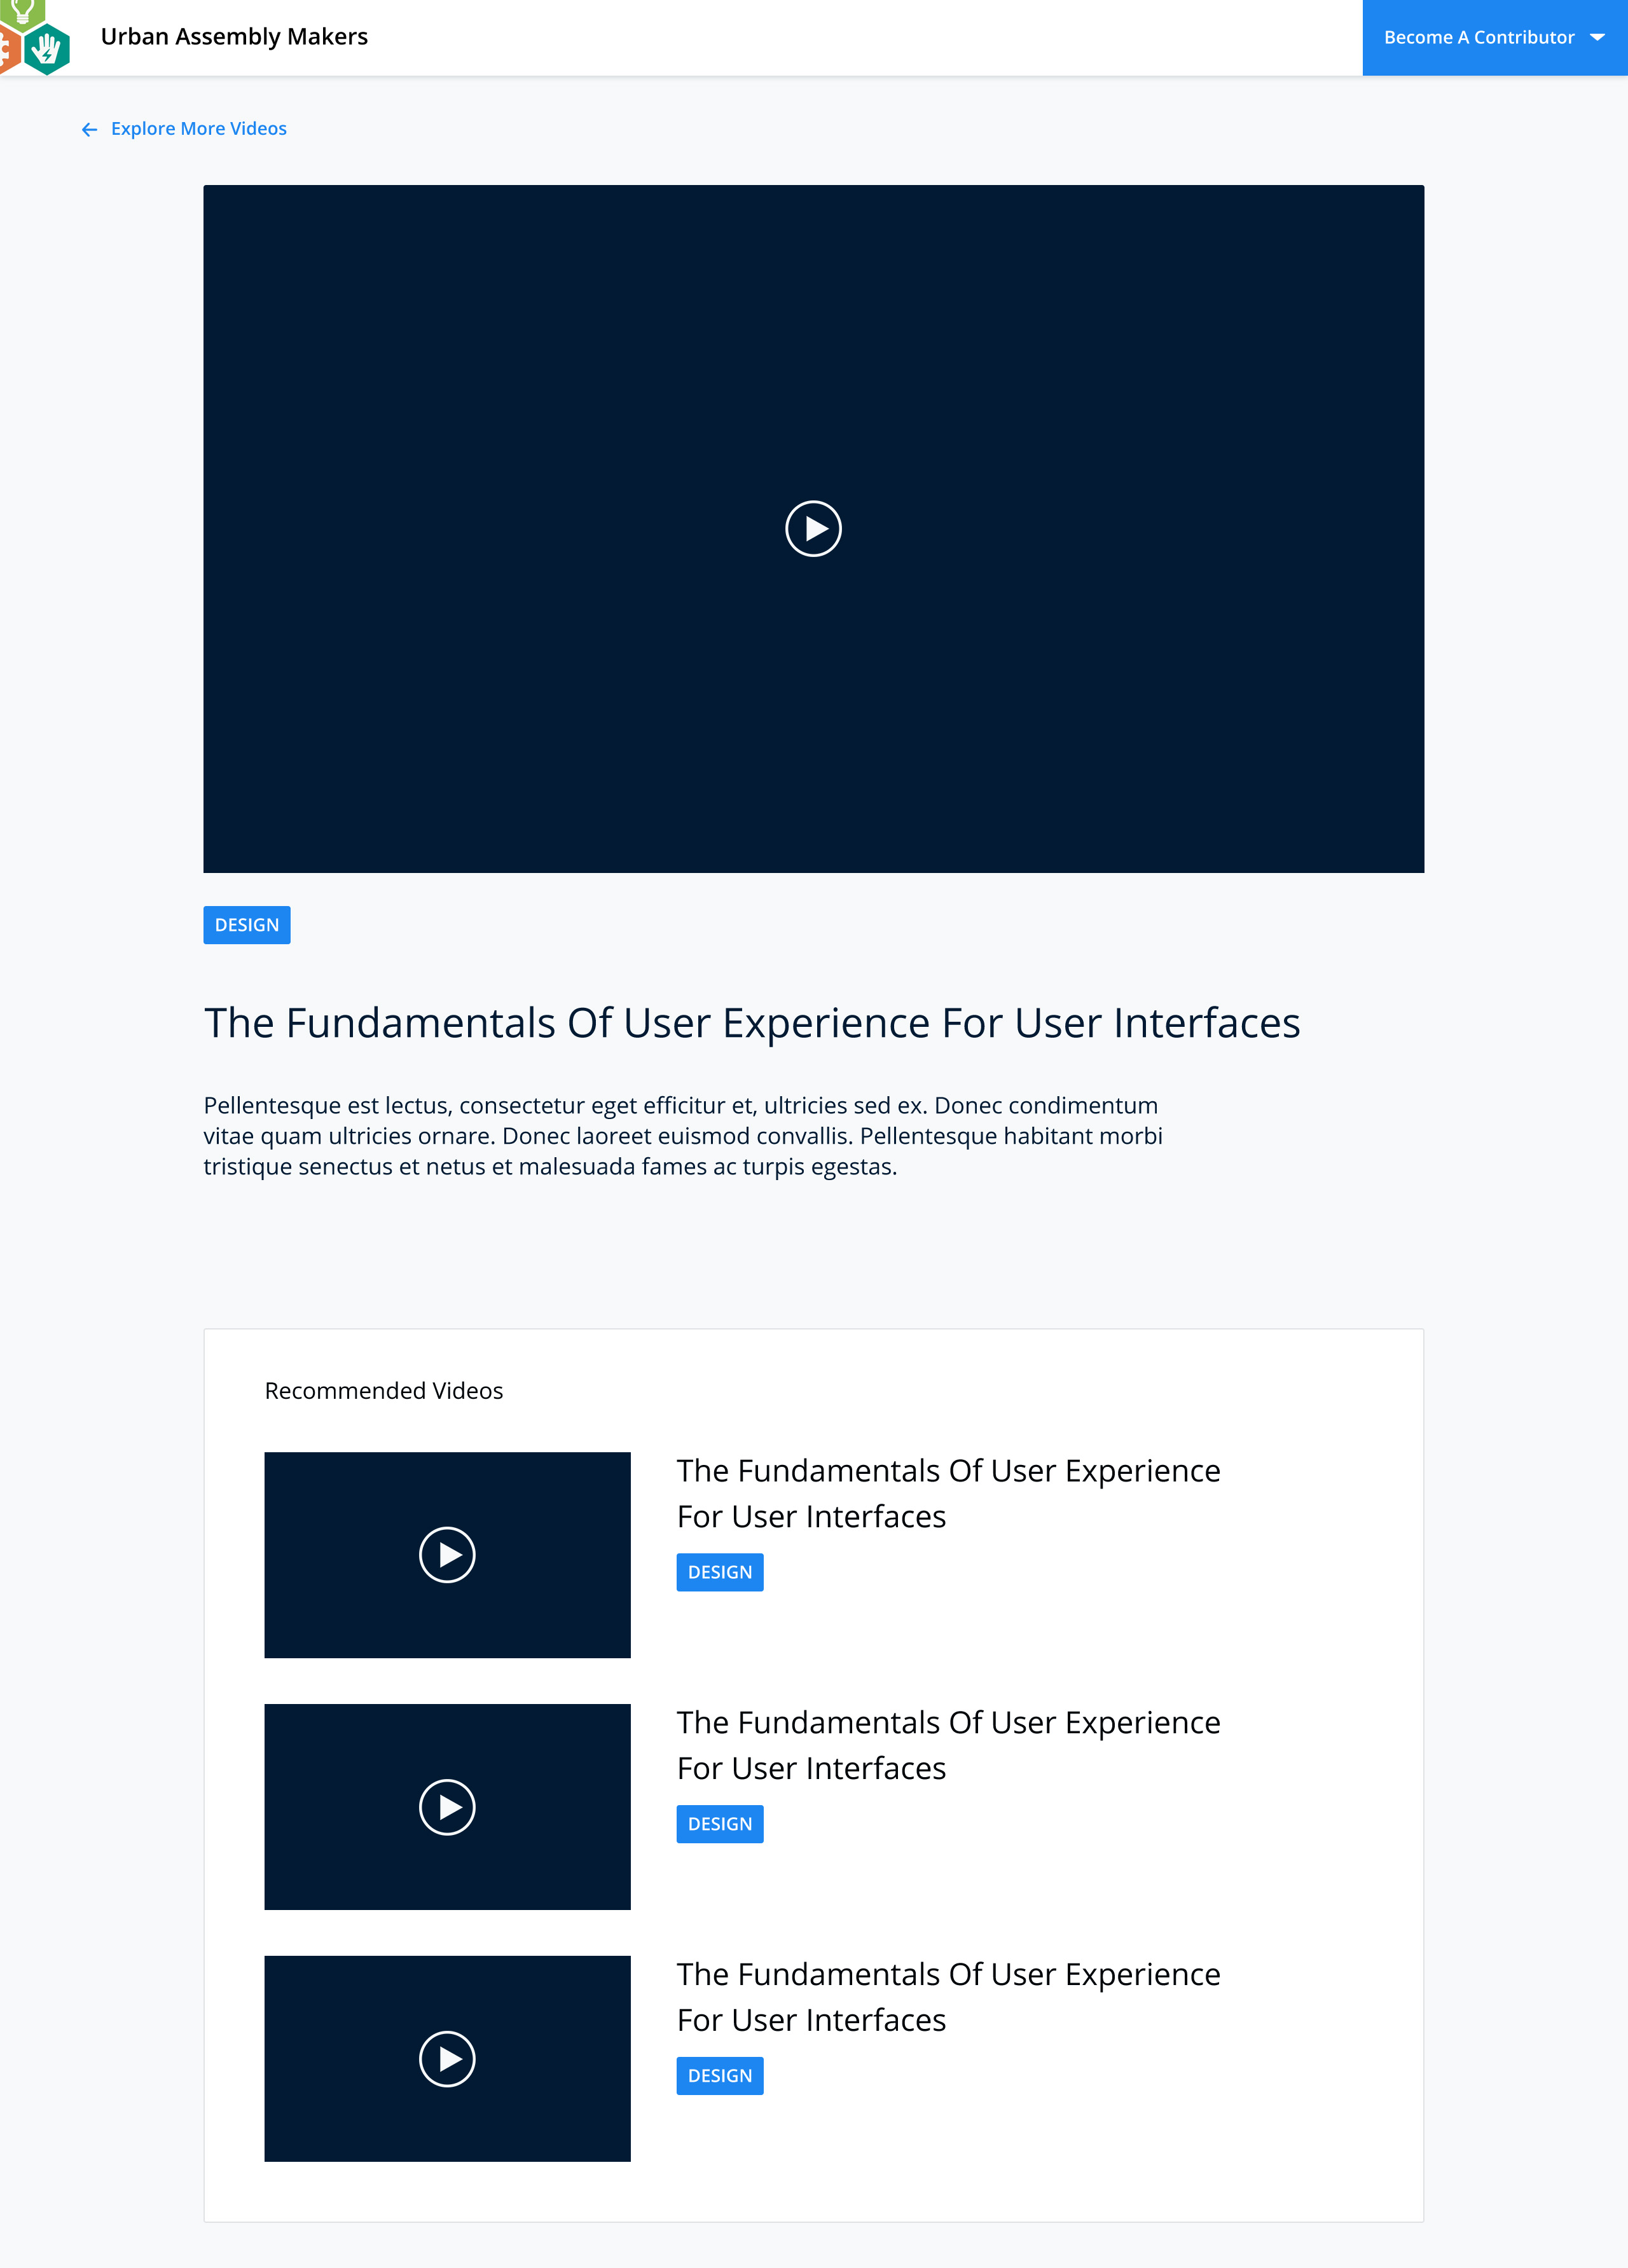 Urban Assembly Makers
Become A Contributor
Explore More Videos
DESIGN
The Fundamentals Of User Experience For User Interfaces
Pellentesque est lectus, consectetur eget efficitur et, ultricies sed ex. Donec condimentum
vitae quam ultricies ornare. Donec laoreet euismod convallis. Pellentesque habitant morbi
tristique senectus et netus et malesuada fames ac turpis egestas.
Recommended Videos
The Fundamentals Of User Experience
For User Interfaces
DESIGN
The Fundamentals Of User Experience
For User Interfaces
DESIGN
The Fundamentals Of User Experience
For User Interfaces
DESIGN